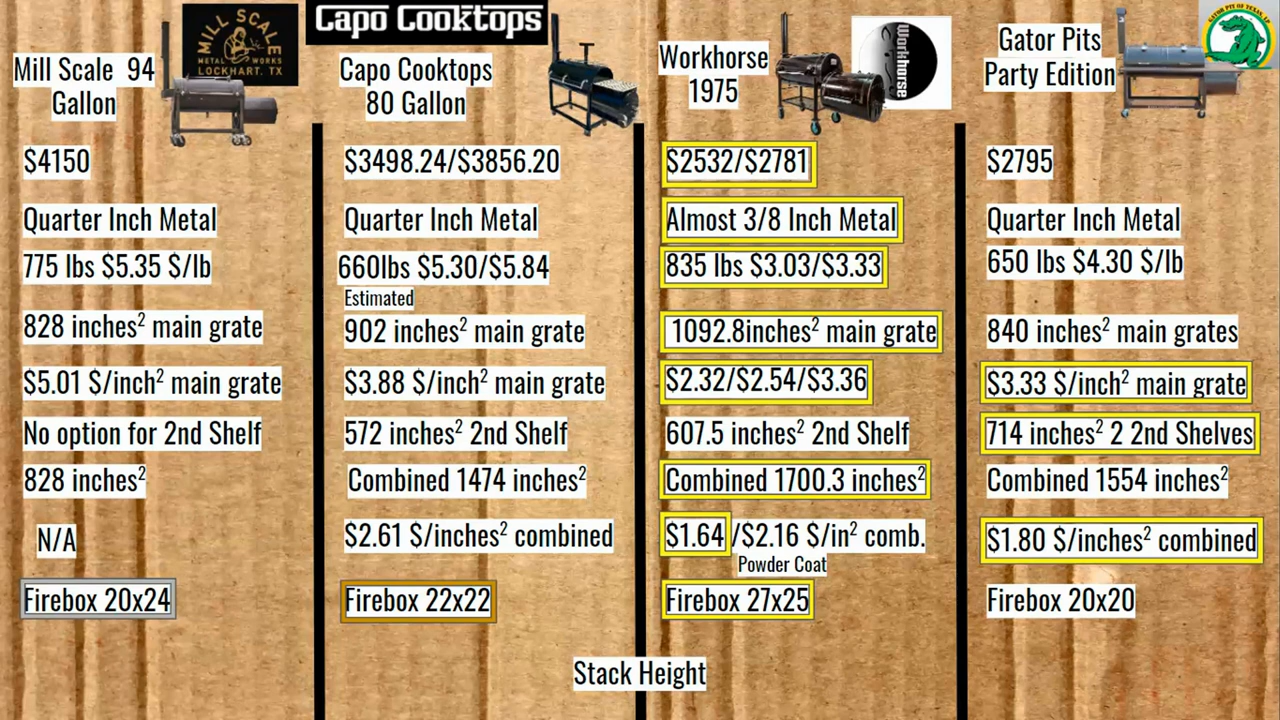 MILL SCALE
METAL WORKS
LOCKHART, TX
Mill Scale 94
Gallon
$4150
Quarter Inch Metal
775 lbs $5.35 $/lb
828 inches² main grate
$5.01 $/inch² main grate
No option for 2nd Shelf
828 inches²
N/A
Firebox 20x24
Capo Cooktops
Capo Cooktops
80 Gallon
$3498.24/$3856.20
Quarter Inch Metal
660lbs $5.30/$5.84
Estimated
902 inches² main grate
$3.88 $/inch² main grate
572 inches² 2nd Shelf
Combined 1474 inches²
$2.61 $/inches² combined
Firebox 22x22
Workhorse
1975
Workhorse
$2532/$2781
Almost 3/8 Inch Metal
835 lbs $3.03/$3.33
1092.8inches² main grate
$2.32/$2.54/$3.36
607.5 inches² 2nd Shelf
Combined 1700.3 inches²
$1.64 /$2.16 $/in² comb.
Powder Coat
Firebox 27x25
Gator Pits
Party Edition
GATOR PIT OF TEXAS, LP
$2795
Quarter Inch Metal
650 lbs $4.30 $/lb
840 inches² main grates
$3.33 $/inch² main grate
714 inches² 2 2nd Shelves
Combined 1554 inches²
$1.80 $/inches² combined
Firebox 20x20
Stack Height